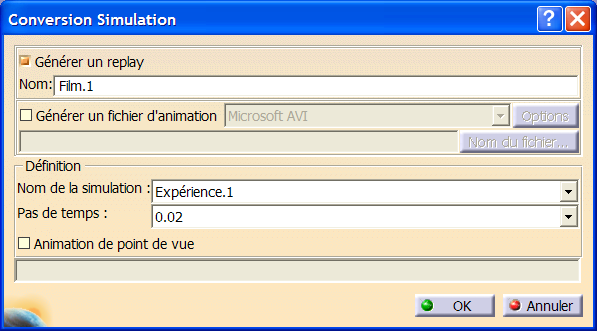 Conversion Simulation
Générer un replay
Nom: Film.1
Générer un fichier d'animation Microsoft AVI Options
Nom du fichier...
Définition
Nom de la simulation : Expérience.1
Pas de temps : 0.02
Animation de point de vue
OK Annuler